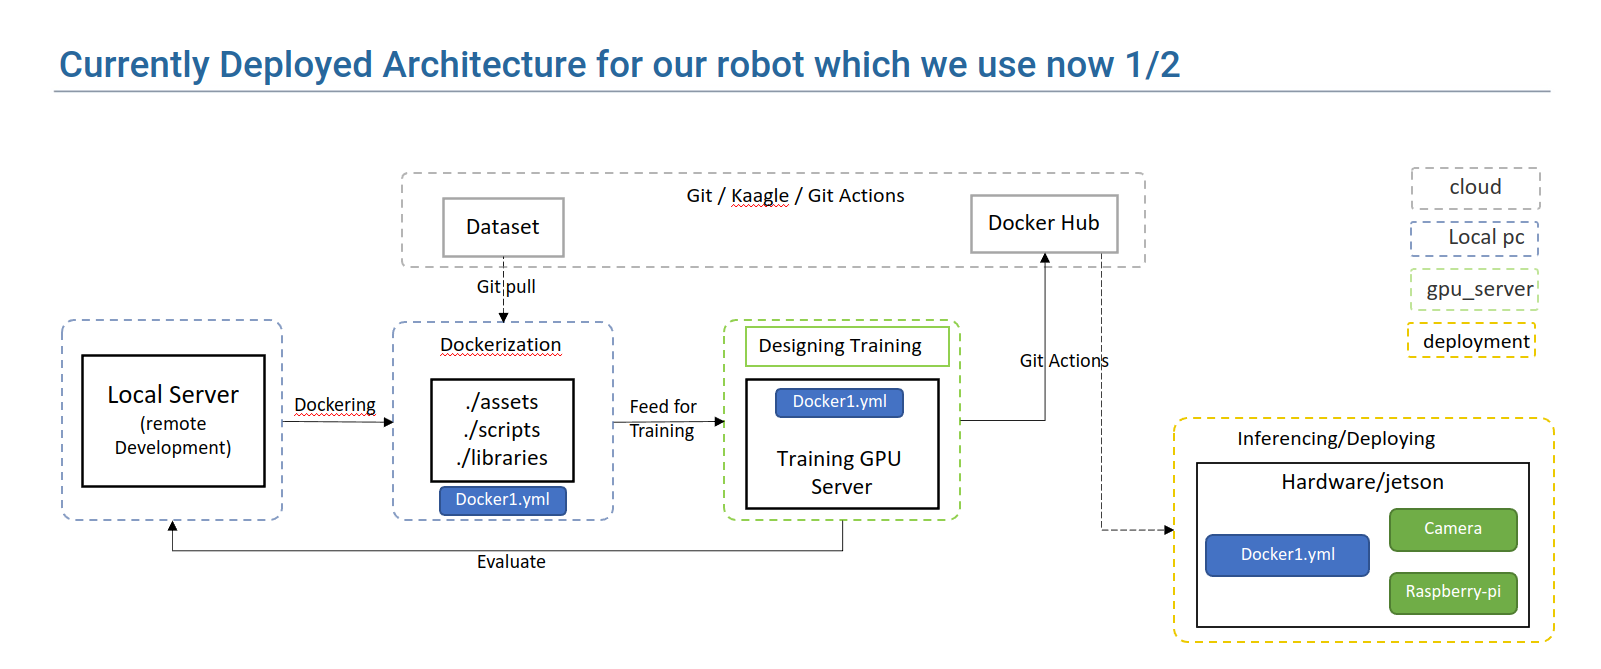 Currently Deployed Architecture for our robot which we use now 1/2
Git / Kaagle / Git Actions
Dataset
Docker Hub
cloud
Local pc
gpu_server
deployment
Git pull
Dockerization
Designing Training
Local Server
(remote
Development)
Dockering
./assets
./scripts
./libraries
Docker1.yml
Feed for
Training
Docker1.yml
Training GPU
Server
Git Actions
Evaluate
Inferencing/Deploying
Hardware/jetson
Docker1.yml
Camera
Raspberry-pi